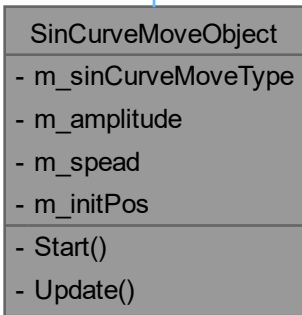 SinCurveMoveObject
- m_sinCurveMoveType
- m_amplitude
- m_spead
- m_initPos
- Start()
- Update()